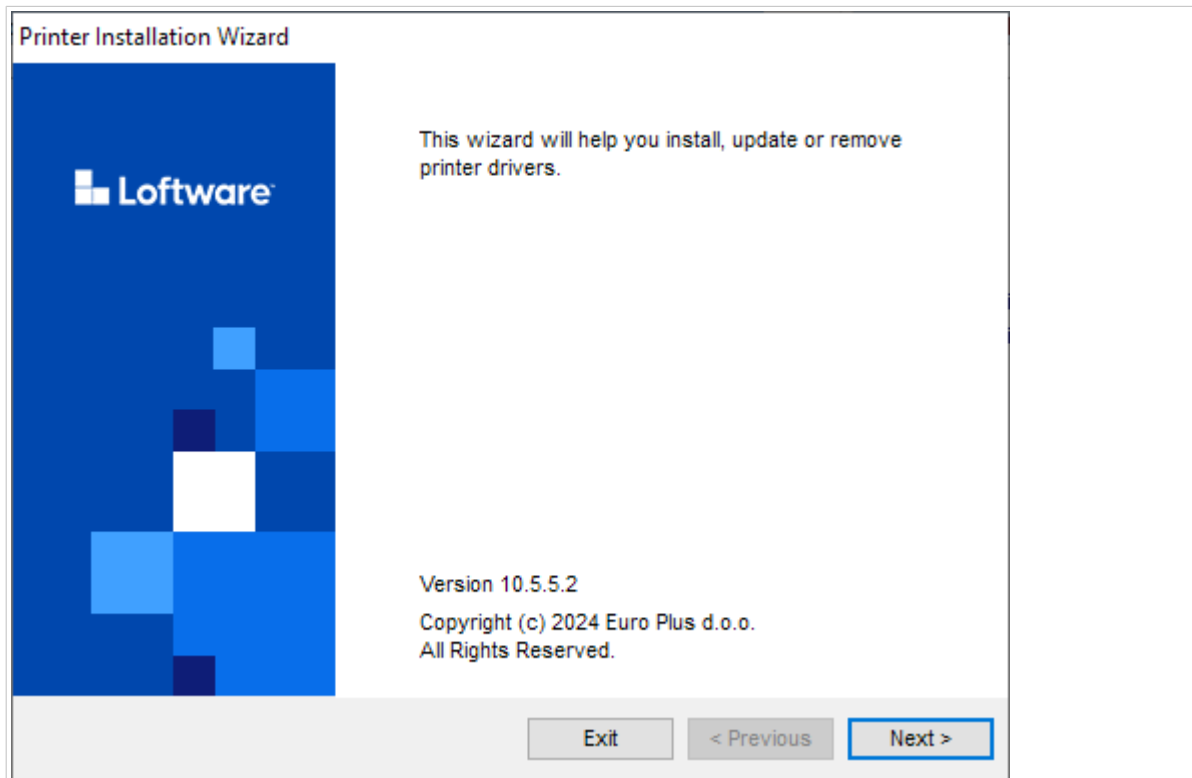 Printer Installation Wizard
This wizard will help you install, update or remove
printer drivers.
Loftware
Version 10.5.5.2
Copyright (c) 2024 Euro Plus d.o.o.
All Rights Reserved.
Exit
< Previous
Next >